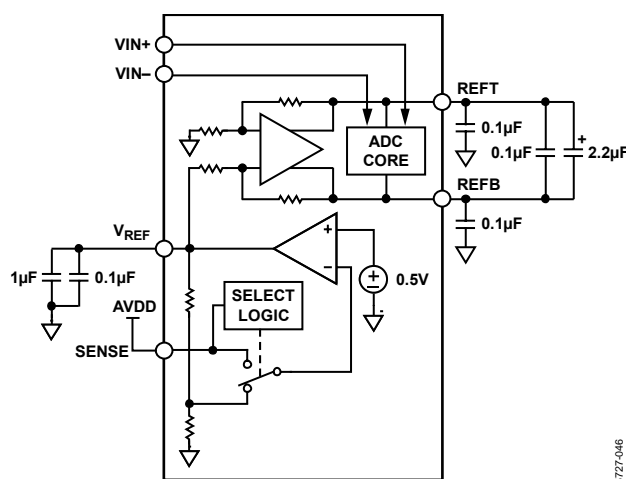 VIN+
VIN–
REFT
0.1µF
ADC
CORE
0.1µF
2.2µF
+
REFB
0.1µF
VREF
+
–
0.5V
+
–
1µF
0.1µF
AVDD
SELECT
LOGIC
SENSE
727-046